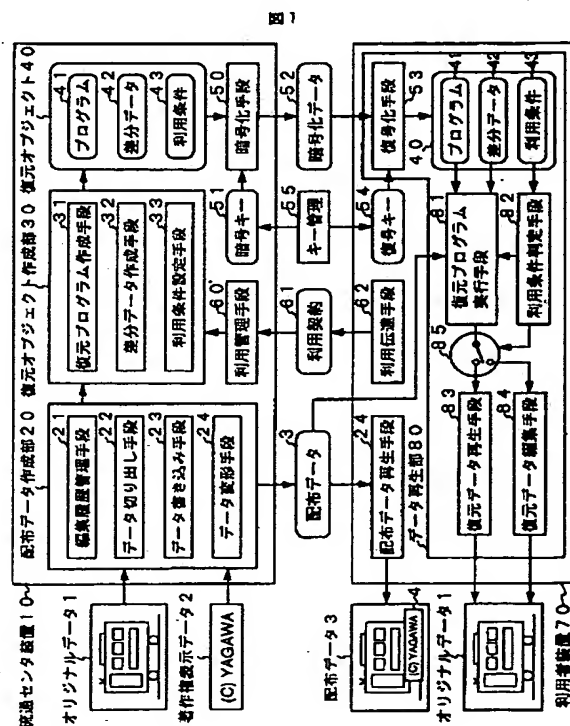 図1
流通センタ装置10
配布データ作成部20
復元オブジェクト作成部30
復元オブジェクト40
オリジナルデータ1
著作権表示データ2
(C)YAGAWA
編集履歴管理手段
21
データ切り出し手段
22
データ書き込み手段
23
データ変形手段
24
復元プログラム作成手段
31
差分データ作成手段
32
利用条件設定手段
33
プログラム
41
差分データ
42
利用条件
43
暗号化手段
50
暗号キー
51
暗号化データ
52
キー管理
55
復号キー
54
復号化手段
53
利用管理手段
60
利用契約
61
利用伝達手段
62
配布データ
3
配布データ再生手段
24
データ再生部80
復元データ再生手段
83
復元データ編集手段
84
85
復元プログラム
実行手段
81
利用条件判定手段
82
40
プログラム
41
差分データ
42
利用条件
43
配布データ3
(C)YAGAWA
4
オリジナルデータ1
利用者装置70